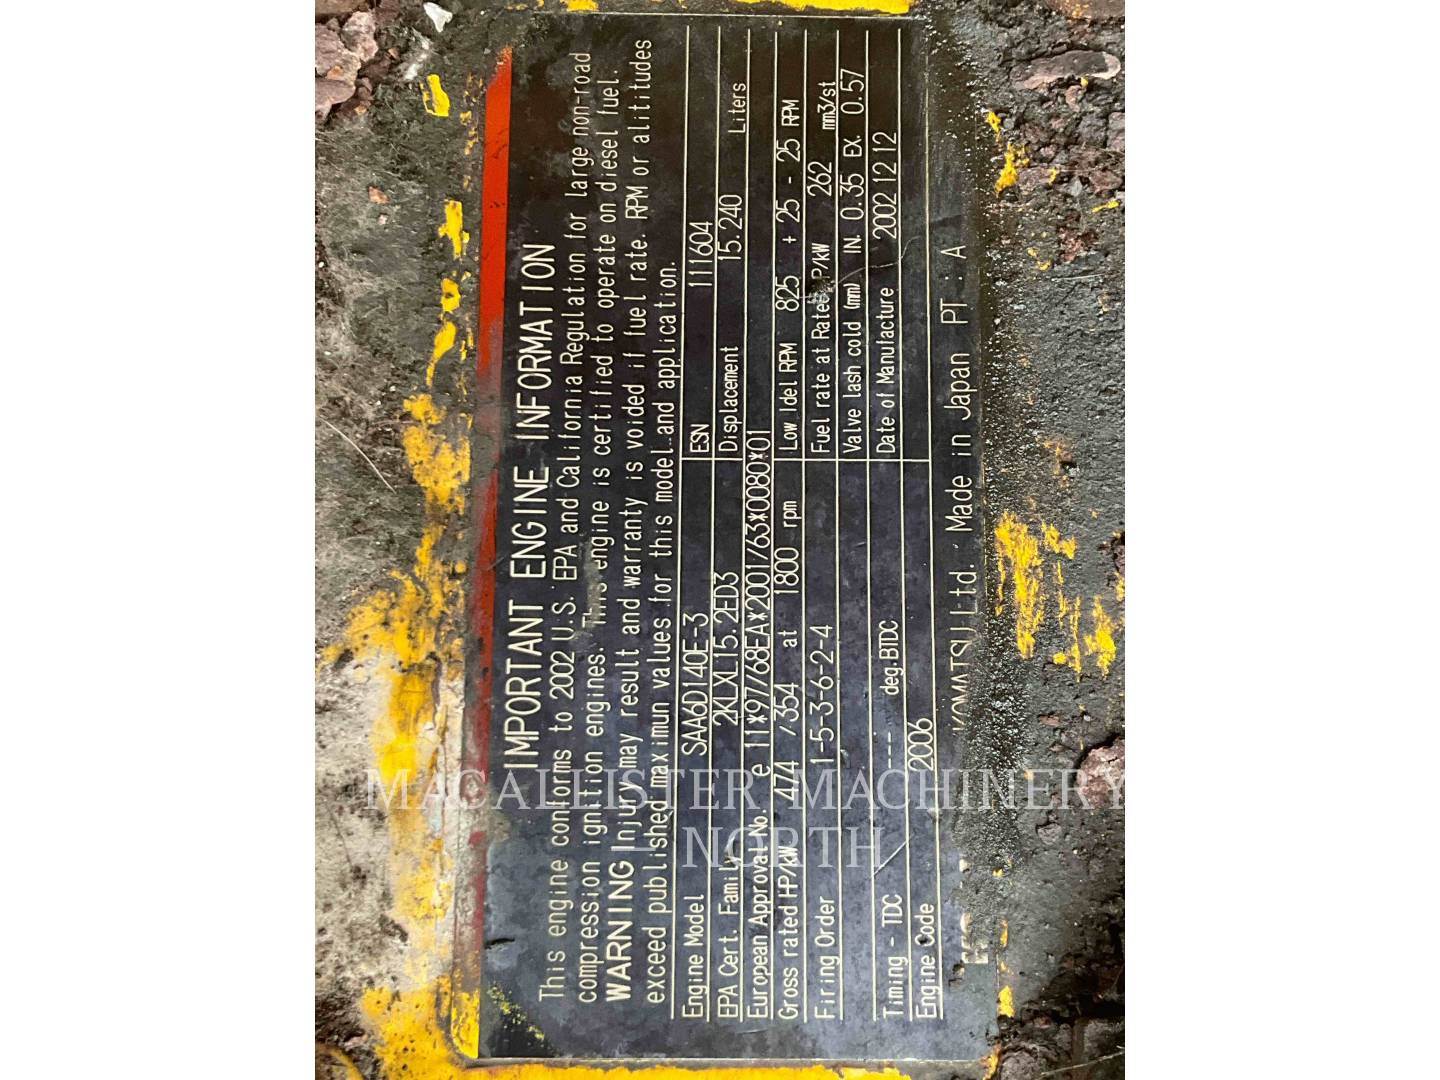 IMPORTANT ENGINE INFORMATION
This engine conforms to 2002 U.S. EPA and California Regulation for large non-road
compression ignition engines. This engine is certified to operate on diesel fuel.
WARNING Injury may result and warranty is voided if fuel rate. RPM or alititudes
exceed published maximun values for this model and application.
Engine Model SAA6D140E-3 ESN 111604
EPA Cert. Family 2KLXL15.2ED3 Displacement 15.240 Liters
European Approval No. e 11*97/68EA*2001/63*0080*01
Gross rated HP/kW 474 /354 at 1800 rpm Low Idel RPM 825 + 25 - 25 RPM
Firing Order 1-5-3-6-2-4 Fuel rate at Rated HP/kW 262 mm3/st
Valve lash cold (mm) IN. 0.35 EX. 0.57
Timing - TDC ---- deg.BTDC Date of Manufacture 2002 12 12
Engine Code 2006
KOMATSU Ltd. Made in Japan PT : A
MACALLISTER MACHINERY
— NORTH